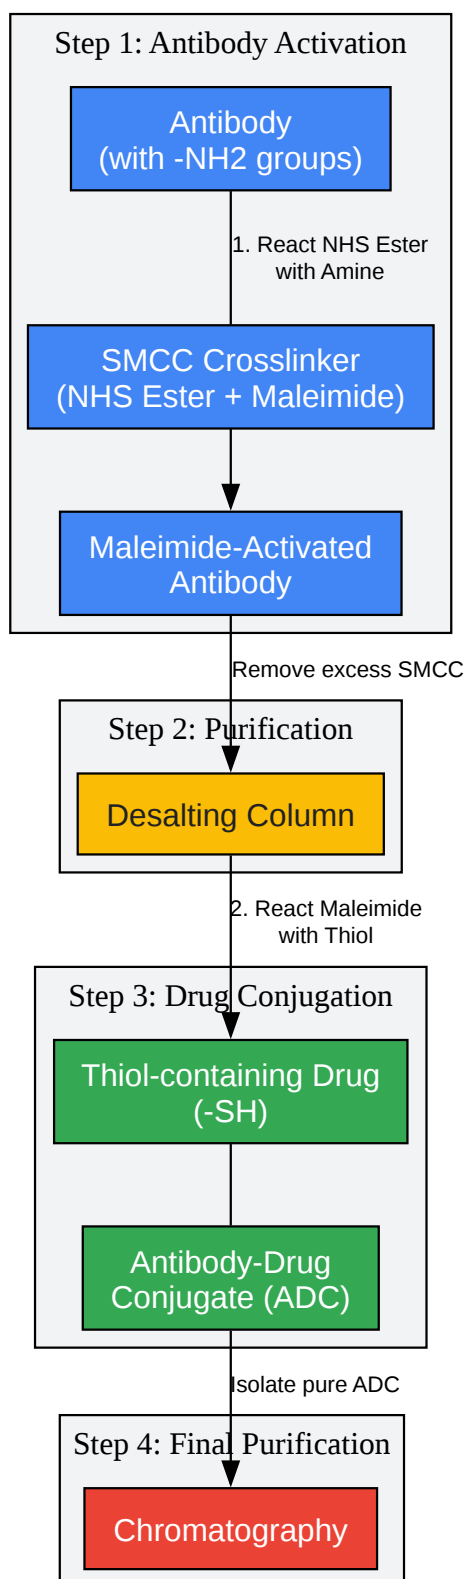 Step 1: Antibody Activation
Antibody
(with -NH2 groups)
1. React NHS Ester
with Amine
SMCC Crosslinker
(NHS Ester + Maleimide)
Maleimide-Activated
Antibody
Remove excess SMCC
Step 2: Purification
Desalting Column
2. React Maleimide
with Thiol
Step 3: Drug Conjugation
Thiol-containing Drug
(-SH)
Antibody-Drug
Conjugate (ADC)
Isolate pure ADC
Step 4: Final Purification
Chromatography